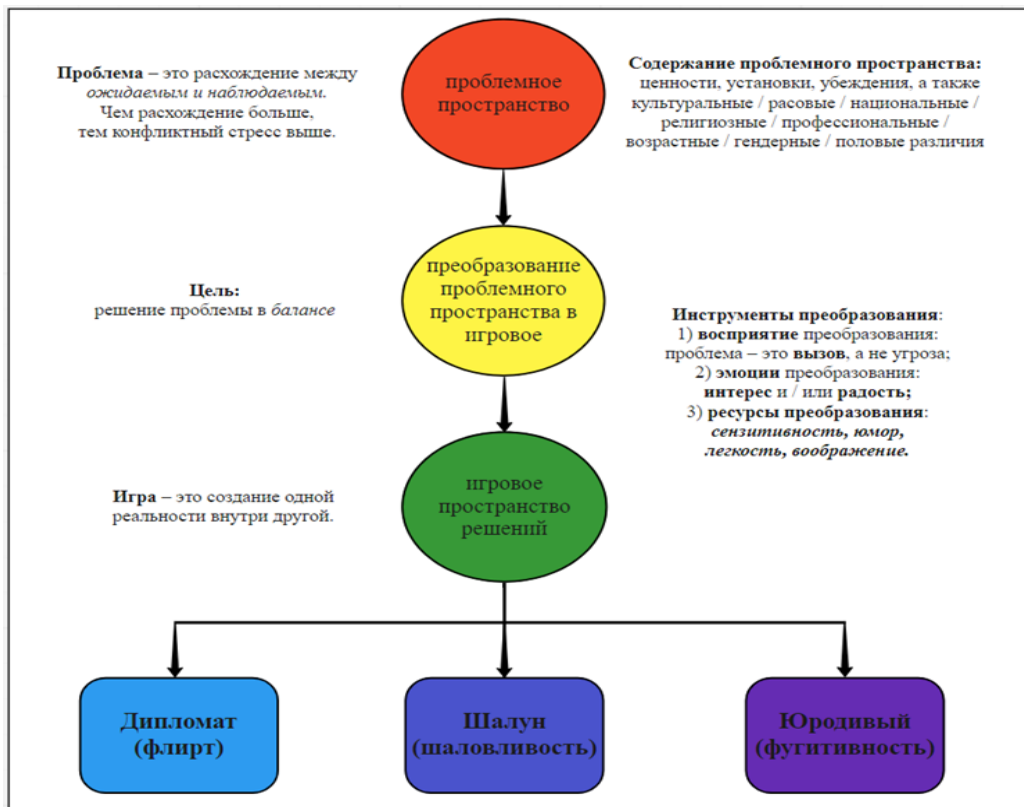 Проблема – это расхождение между
ожидаемым и наблюдаемым.
Чем расхождение больше,
тем конфликтный стресс выше.
проблемное
пространство
Содержание проблемного пространства:
ценности, установки, убеждения, а также
культуральные / расовые / национальные /
религиозные / профессиональные /
возрастные / гендерные / половые различия
Цель:
решение проблемы в балансе
преобразование
проблемного
пространства в
игровое
Инструменты преобразования:
1) восприятие преобразования:
проблема – это вызов, а не угроза;
2) эмоции преобразования:
интерес и / или радость;
3) ресурсы преобразования:
сензитивность, юмор,
легкость, воображение.
Игра – это создание одной
реальности внутри другой.
игровое
пространство
решений
Дипломат
(флирт)
Шалун
(шаловливость)
Юродивый
(фугитивность)